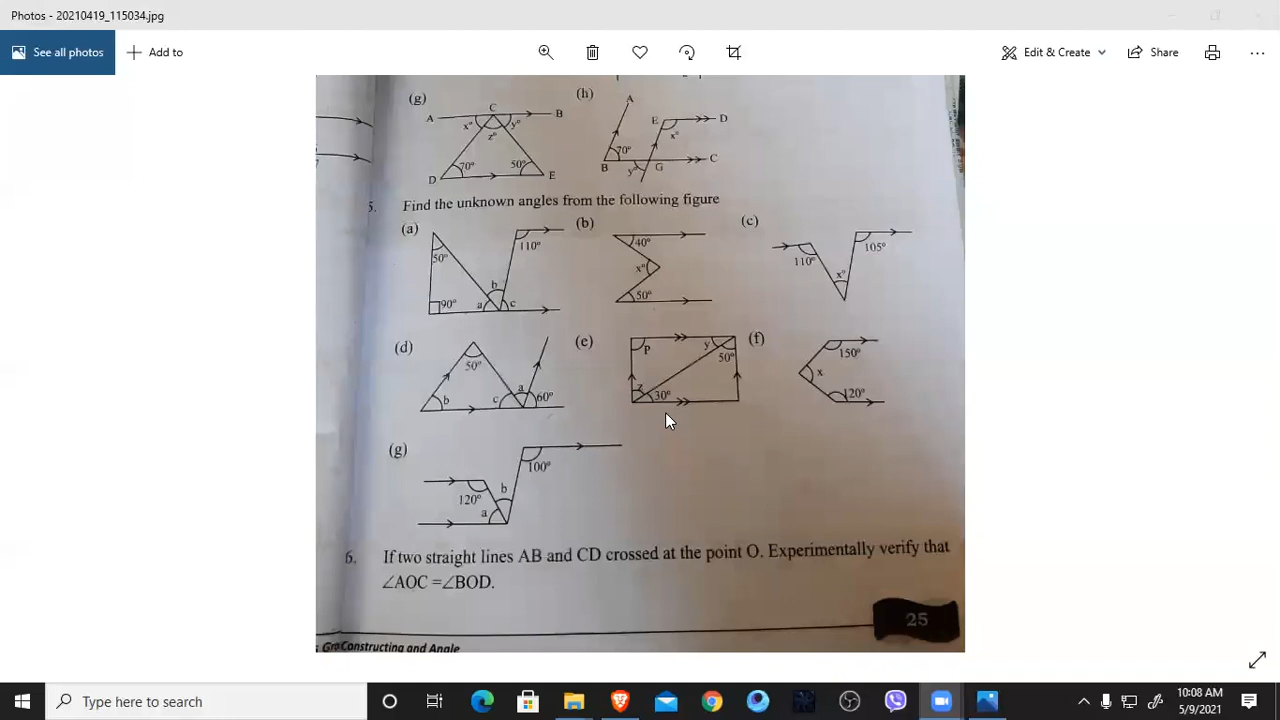 Photos - 20210419_115034.jpg
See all photos
Add to
Edit & Create
Share
(g)
C
A
B
x°
y°
z°
70°
50°
D
E
(h)
A
E
D
x°
70°
B
G
C
y°
5. Find the unknown angles from the following figure
(a)
50°
110°
b
90°
a
c
(b)
40°
x°
50°
(c)
110°
105°
x°
(d)
50°
a
b
c
60°
(e)
P
y
50°
z
30°
(f)
150°
x
120°
(g)
100°
120°
b
a
6. If two straight lines AB and CD crossed at the point O. Experimentally verify that
∠AOC =∠BOD.
25
Constructing and Angle
Type here to search
10:08 AM
5/9/2021